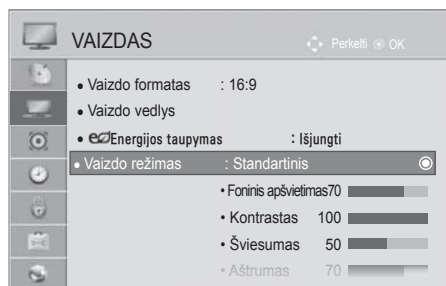 VAIZDAS Perkelti OK
• Vaizdo formatas : 16:9
• Vaizdo vedlys
• eco Energijos taupymas : Išjungti
• Vaizdo režimas : Standartinis
• Foninis apšvietimas70
• Kontrastas 100
• Šviesumas 50
• Aštrumas 70